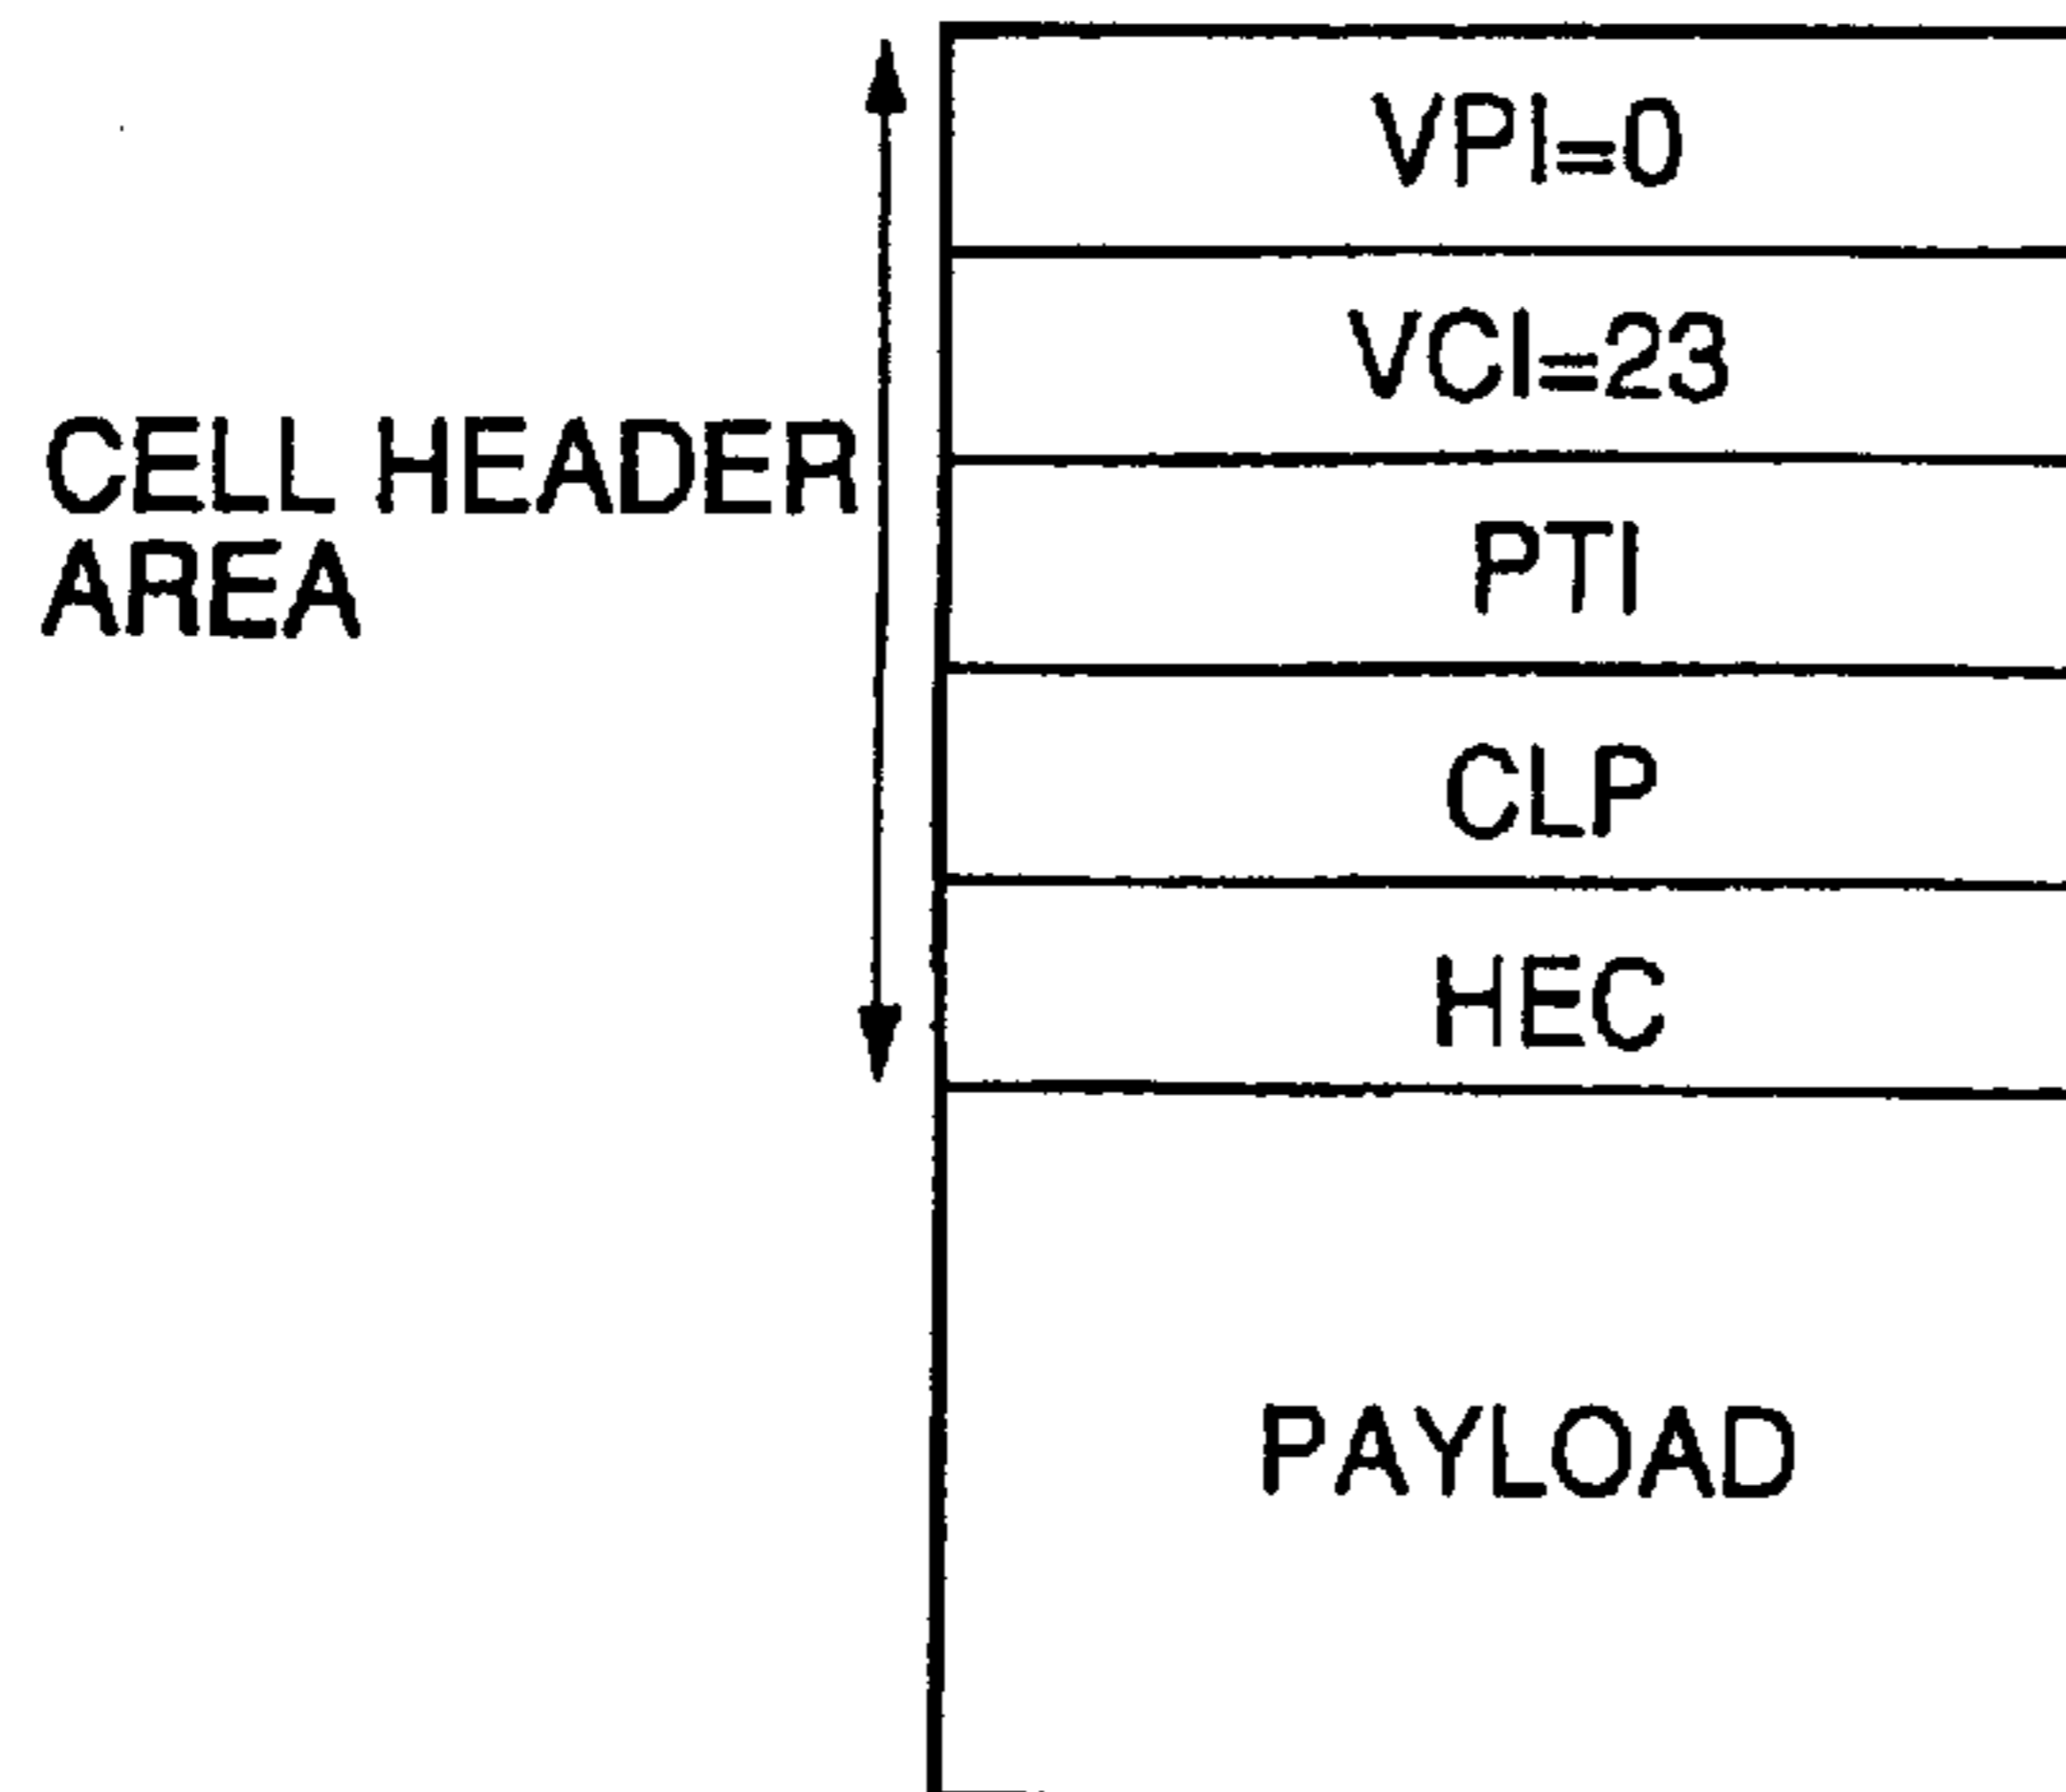 VPI=0
VCI=23
CELL HEADER
AREA
PTI
CLP
HEC
PAYLOAD